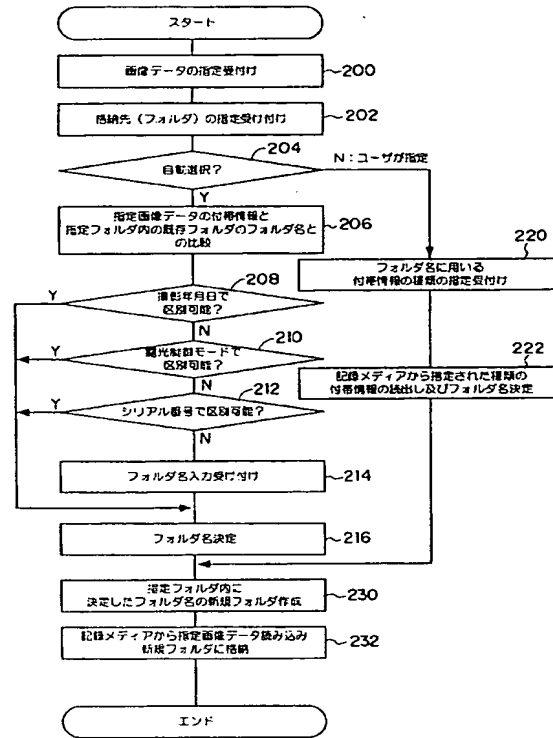 スタート
画像データの指定受付け
200
格納先（フォルダ）の指定受け付け
202
204
自動選択？
N：ユーザが指定
Y
指定画像データの付帯情報と
指定フォルダ内の既存フォルダのフォルダ名と
の比較
206
220
フォルダ名に用いる
付帯情報の種類の指定受付け
208
Y
撮影年月日で
区別可能？
N
210
Y
露光制御モードで
区別可能？
N
222
記録メディアから指定された種類の
付帯情報の読出し及びフォルダ名決定
212
Y
シリアル番号で区別可能？
N
フォルダ名入力受け付け
214
フォルダ名決定
216
指定フォルダ内に
決定したフォルダ名の新規フォルダ作成
230
記録メディアから指定画像データ読み込み
新規フォルダに格納
232
エンド